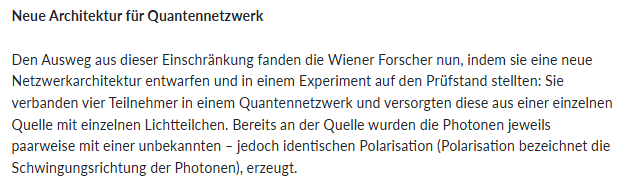 Neue Architektur für Quantennetzwerk
Den Ausweg aus dieser Einschränkung fanden die Wiener Forscher nun, indem sie eine neue
Netzwerkarchitektur entwarfen und in einem Experiment auf den Prüfstand stellten: Sie
verbanden vier Teilnehmer in einem Quantennetzwerk und versorgten diese aus einer einzelnen
Quelle mit einzelnen Lichtteilchen. Bereits an der Quelle wurden die Photonen jeweils
paarweise mit einer unbekannten – jedoch identischen Polarisation (Polarisation bezeichnet die
Schwingungsrichtung der Photonen), erzeugt.